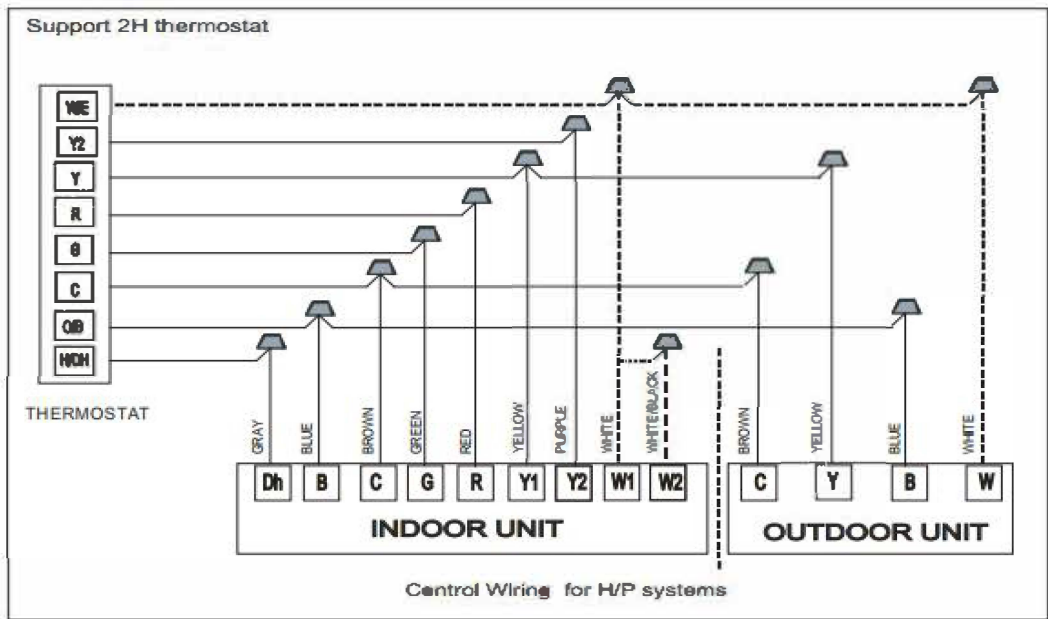 Support 2H thermostat
W/E
Y2
Y
R
G
C
O/B
H/DH
THERMOSTAT
GRAY
BLUE
BROWN
GREEN
RED
YELLOW
PURPLE
WHITE
WHITE/BLACK
BROWN
YELLOW
BLUE
WHITE
Dh B C G R Y1 Y2 W1 W2
C Y B W
INDOOR UNIT
OUTDOOR UNIT
Control Wiring for H/P systems